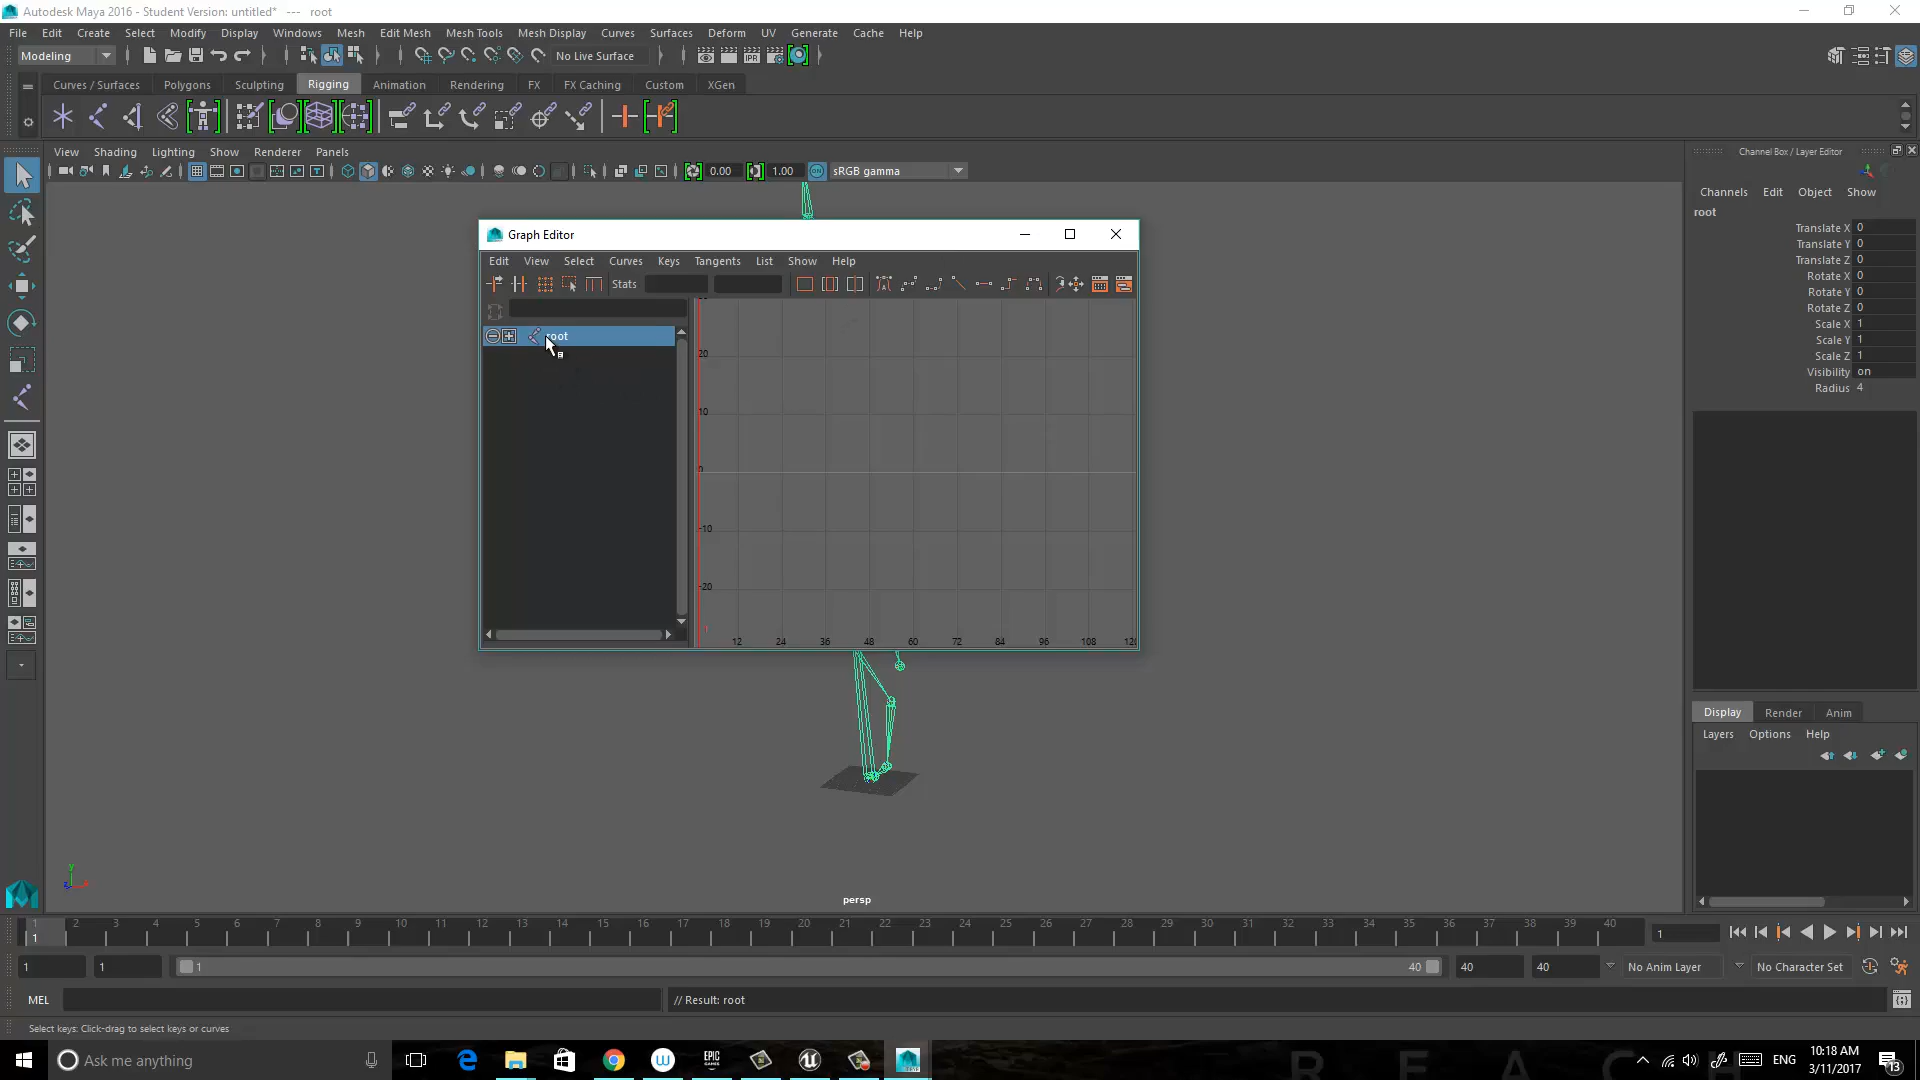 Autodesk Maya 2016 - Student Version: untitled* --- root
File Edit Create Select Modify Display Windows Mesh Edit Mesh Mesh Tools Mesh Display Curves Surfaces Deform UV Generate Cache Help
Modeling No Live Surface
Curves / Surfaces Polygons Sculpting Rigging Animation Rendering FX FX Caching Custom XGen
View Shading Lighting Show Renderer Panels
0.00 1.00 ON sRGB gamma
Channel Box / Layer Editor
Channels Edit Object Show
root
Translate X 0
Translate Y 0
Translate Z 0
Rotate X 0
Rotate Y 0
Rotate Z 0
Scale X 1
Scale Y 1
Scale Z 1
Visibility on
Radius 4
Graph Editor
Edit View Select Curves Keys Tangents List Show Help
Stats
root
20
10
0
-10
-20
12 24 36 48 60 72 84 96 108 120
Display Render Anim
Layers Options Help
y
z x
persp
1 2 3 4 5 6 7 8 9 10 11 12 13 14 15 16 17 18 19 20 21 22 23 24 25 26 27 28 29 30 31 32 33 34 35 36 37 38 39 40
1 1
1 1 1 40 40 40 No Anim Layer No Character Set
MEL // Result: root
Select keys: Click-drag to select keys or curves
Ask me anything W EPIC GAMES R E A C H ENG 10:18 AM
3/11/2017 13